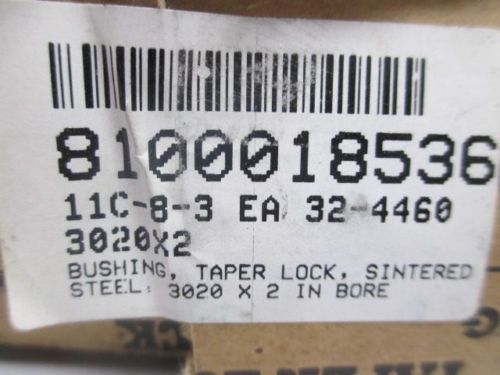 8100018536
11C-8-3 EA 32-4460
3020X2
BUSHING, TAPER LOCK, SINTERED
STEEL: 3020 X 2 IN BORE